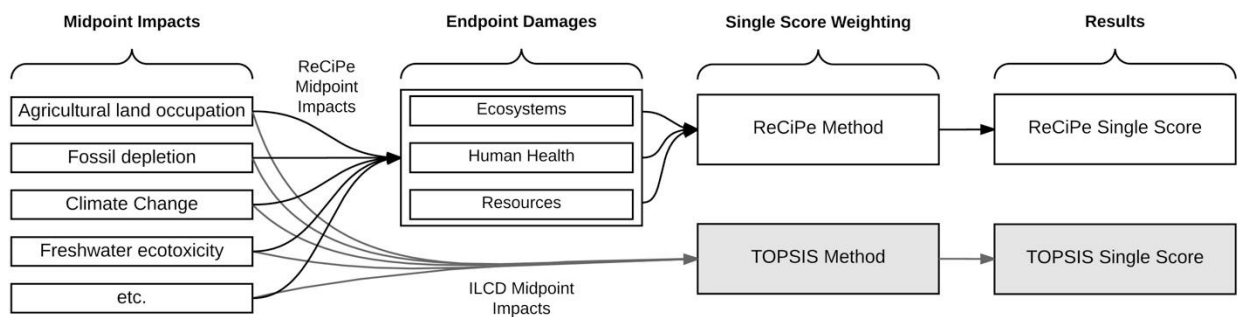 Midpoint Impacts
Endpoint Damages
Single Score Weighting
Results
ReCiPe
Midpoint
Impacts
Agricultural land occupation
Fossil depletion
Climate Change
Freshwater ecotoxicity
etc.
Ecosystems
Human Health
Resources
ReCiPe Method
ReCiPe Single Score
TOPSIS Method
TOPSIS Single Score
ILCD Midpoint
Impacts